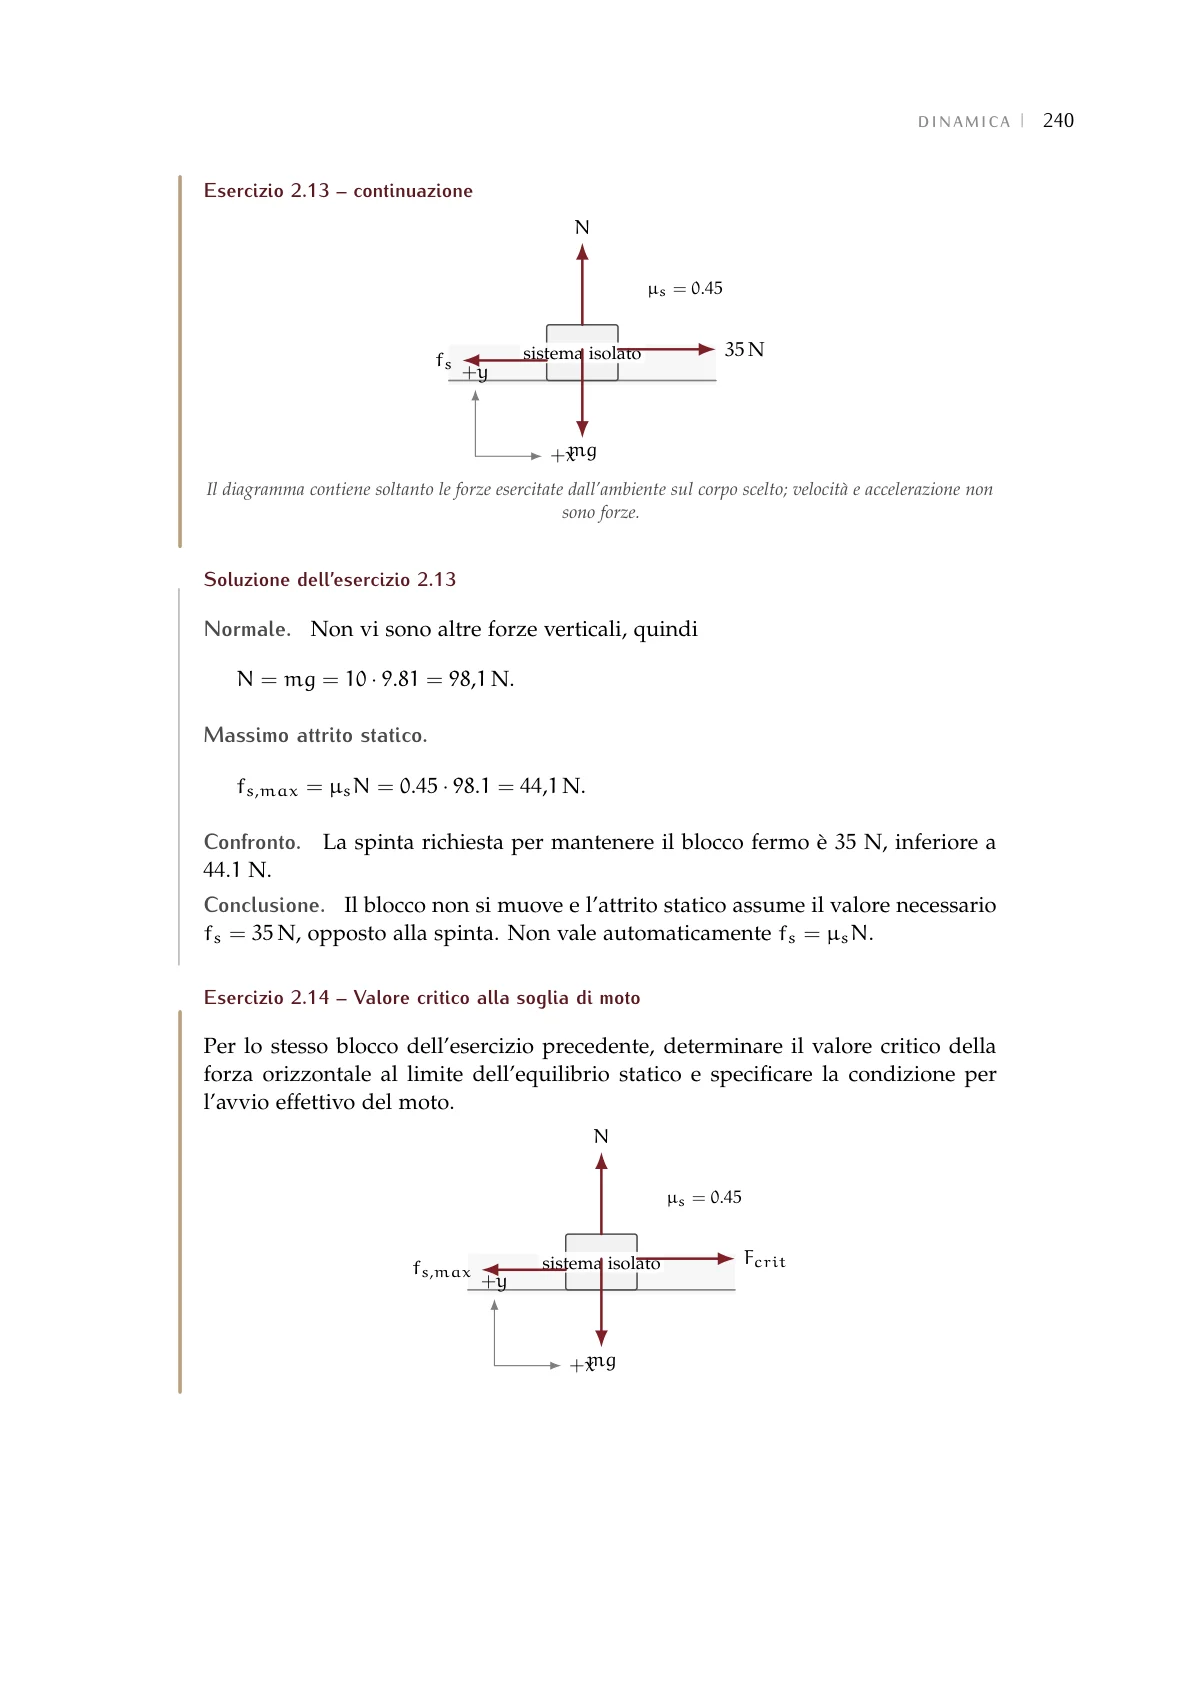 DINAMICA | 240
Esercizio 2.13 – continuazione
N
μs = 0.45
sistema isolato
35 N
fs
+y
+x
mg
Il diagramma contiene soltanto le forze esercitate dall'ambiente sul corpo scelto; velocità e accelerazione non
sono forze.
Soluzione dell'esercizio 2.13
Normale. Non vi sono altre forze verticali, quindi
N = mg = 10 · 9.81 = 98,1 N.
Massimo attrito statico.
fs,max = μsN = 0.45 · 98.1 = 44,1 N.
Confronto. La spinta richiesta per mantenere il blocco fermo è 35 N, inferiore a
44.1 N.
Conclusione. Il blocco non si muove e l'attrito statico assume il valore necessario
fs = 35 N, opposto alla spinta. Non vale automaticamente fs = μsN.
Esercizio 2.14 – Valore critico alla soglia di moto
Per lo stesso blocco dell'esercizio precedente, determinare il valore critico della
forza orizzontale al limite dell'equilibrio statico e specificare la condizione per
l'avvio effettivo del moto.
N
μs = 0.45
sistema isolato
Fcrit
fs,max
+y
+x
mg